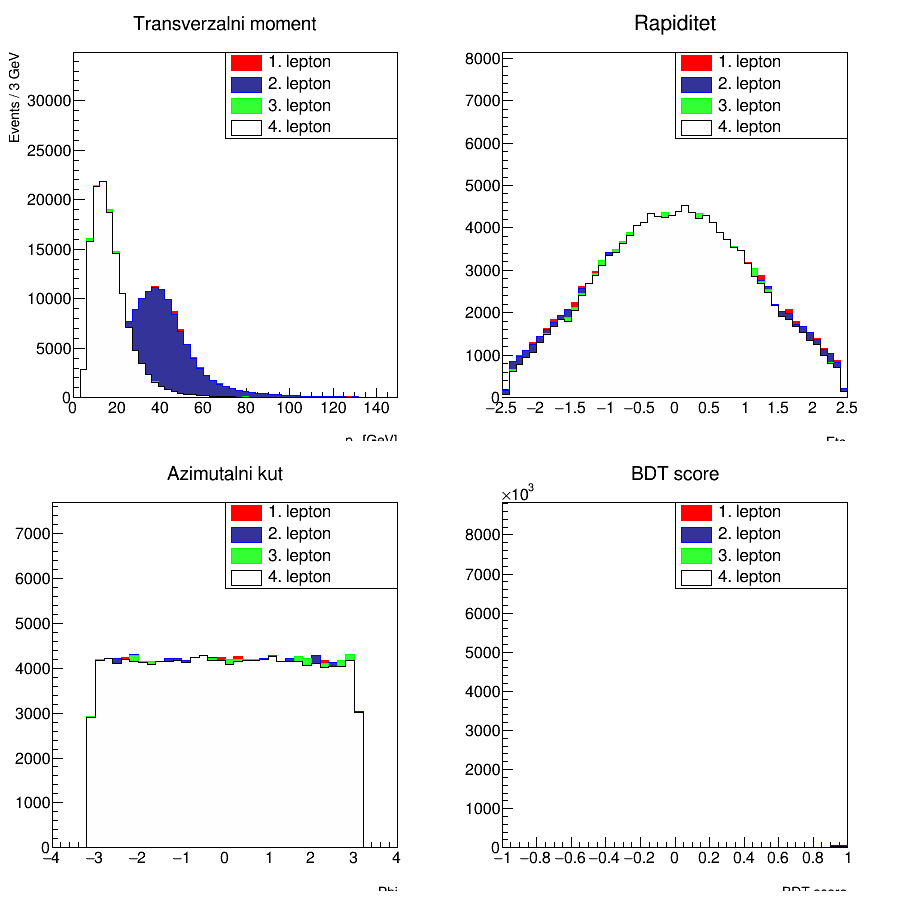 Transverzalni moment
Events / 3 GeV
1. lepton
2. lepton
3. lepton
4. lepton
30000
25000
20000
15000
10000
5000
0
0 20 40 60 80 100 120 140
[GeV]
Rapiditet
1. lepton
2. lepton
3. lepton
4. lepton
8000
7000
6000
5000
4000
3000
2000
1000
0
−2.5 −2 −1.5 −1 −0.5 0 0.5 1 1.5 2 2.5
Eta
Azimutalni kut
1. lepton
2. lepton
3. lepton
4. lepton
7000
6000
5000
4000
3000
2000
1000
0
−4 −3 −2 −1 0 1 2 3 4
Phi
BDT score
×10³
1. lepton
2. lepton
3. lepton
4. lepton
8000
7000
6000
5000
4000
3000
2000
1000
0
−1 −0.8 −0.6 −0.4 −0.2 0 0.2 0.4 0.6 0.8 1
BDT score